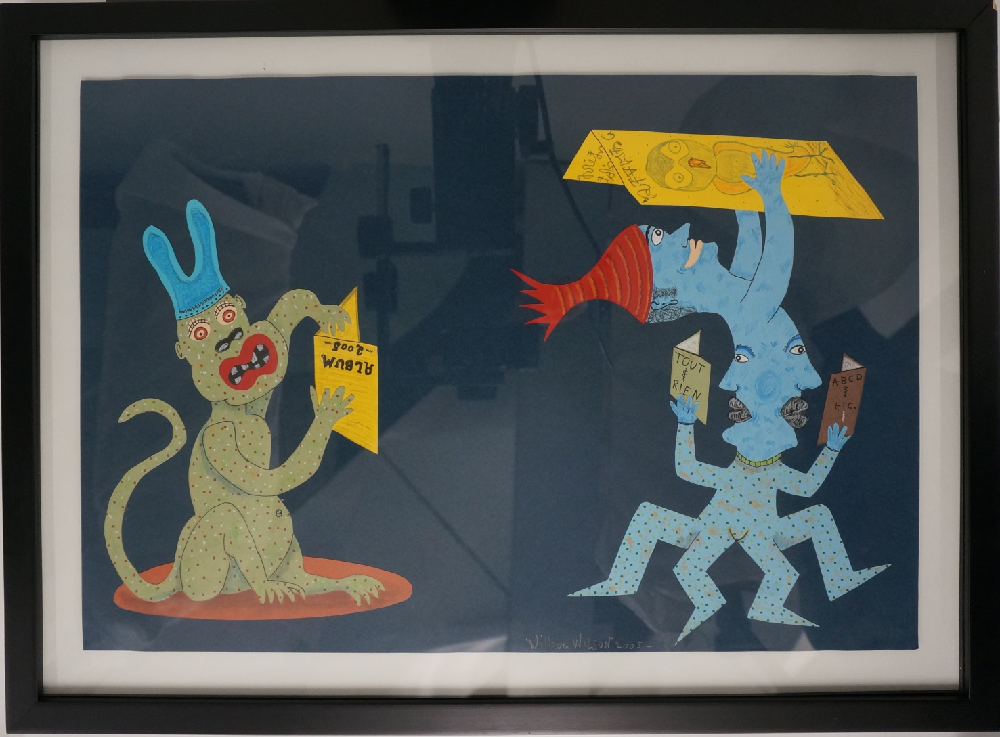 ALBUM
~2005~
TOUT
&
RIEN
ABCD
ETC.
William WILSON 2005-